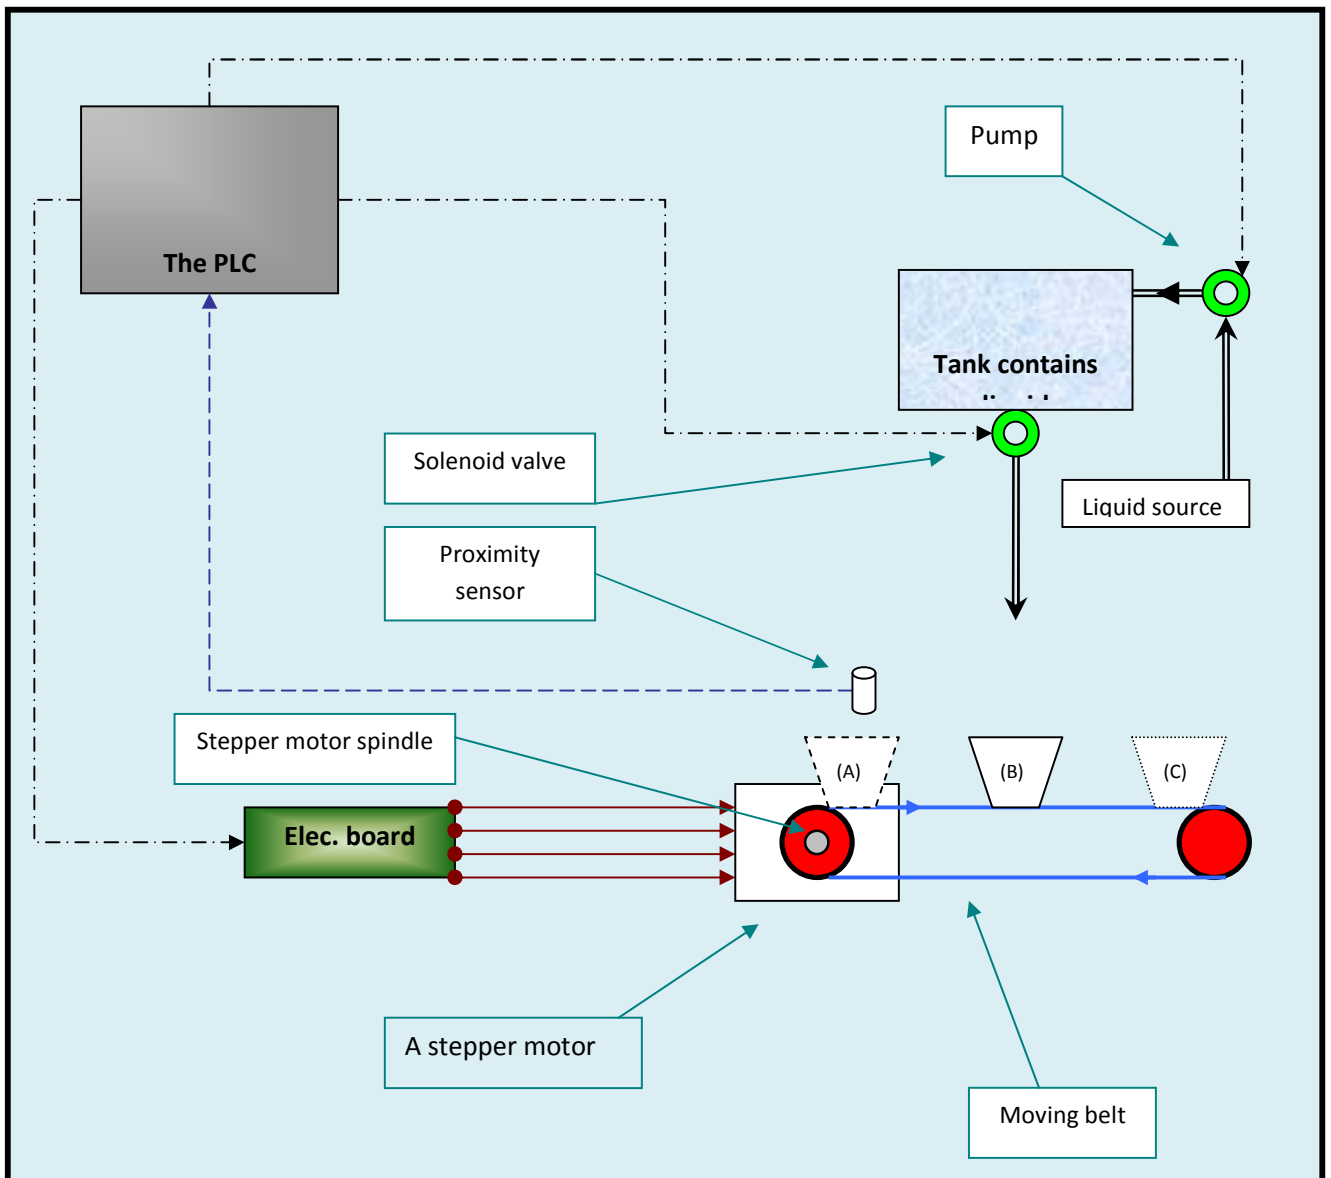 Pump
The PLC
Tank contains
Solenoid valve
Liquid source
Proximity
sensor
Stepper motor spindle
(A)
(B)
(C)
Elec. board
A stepper motor
Moving belt